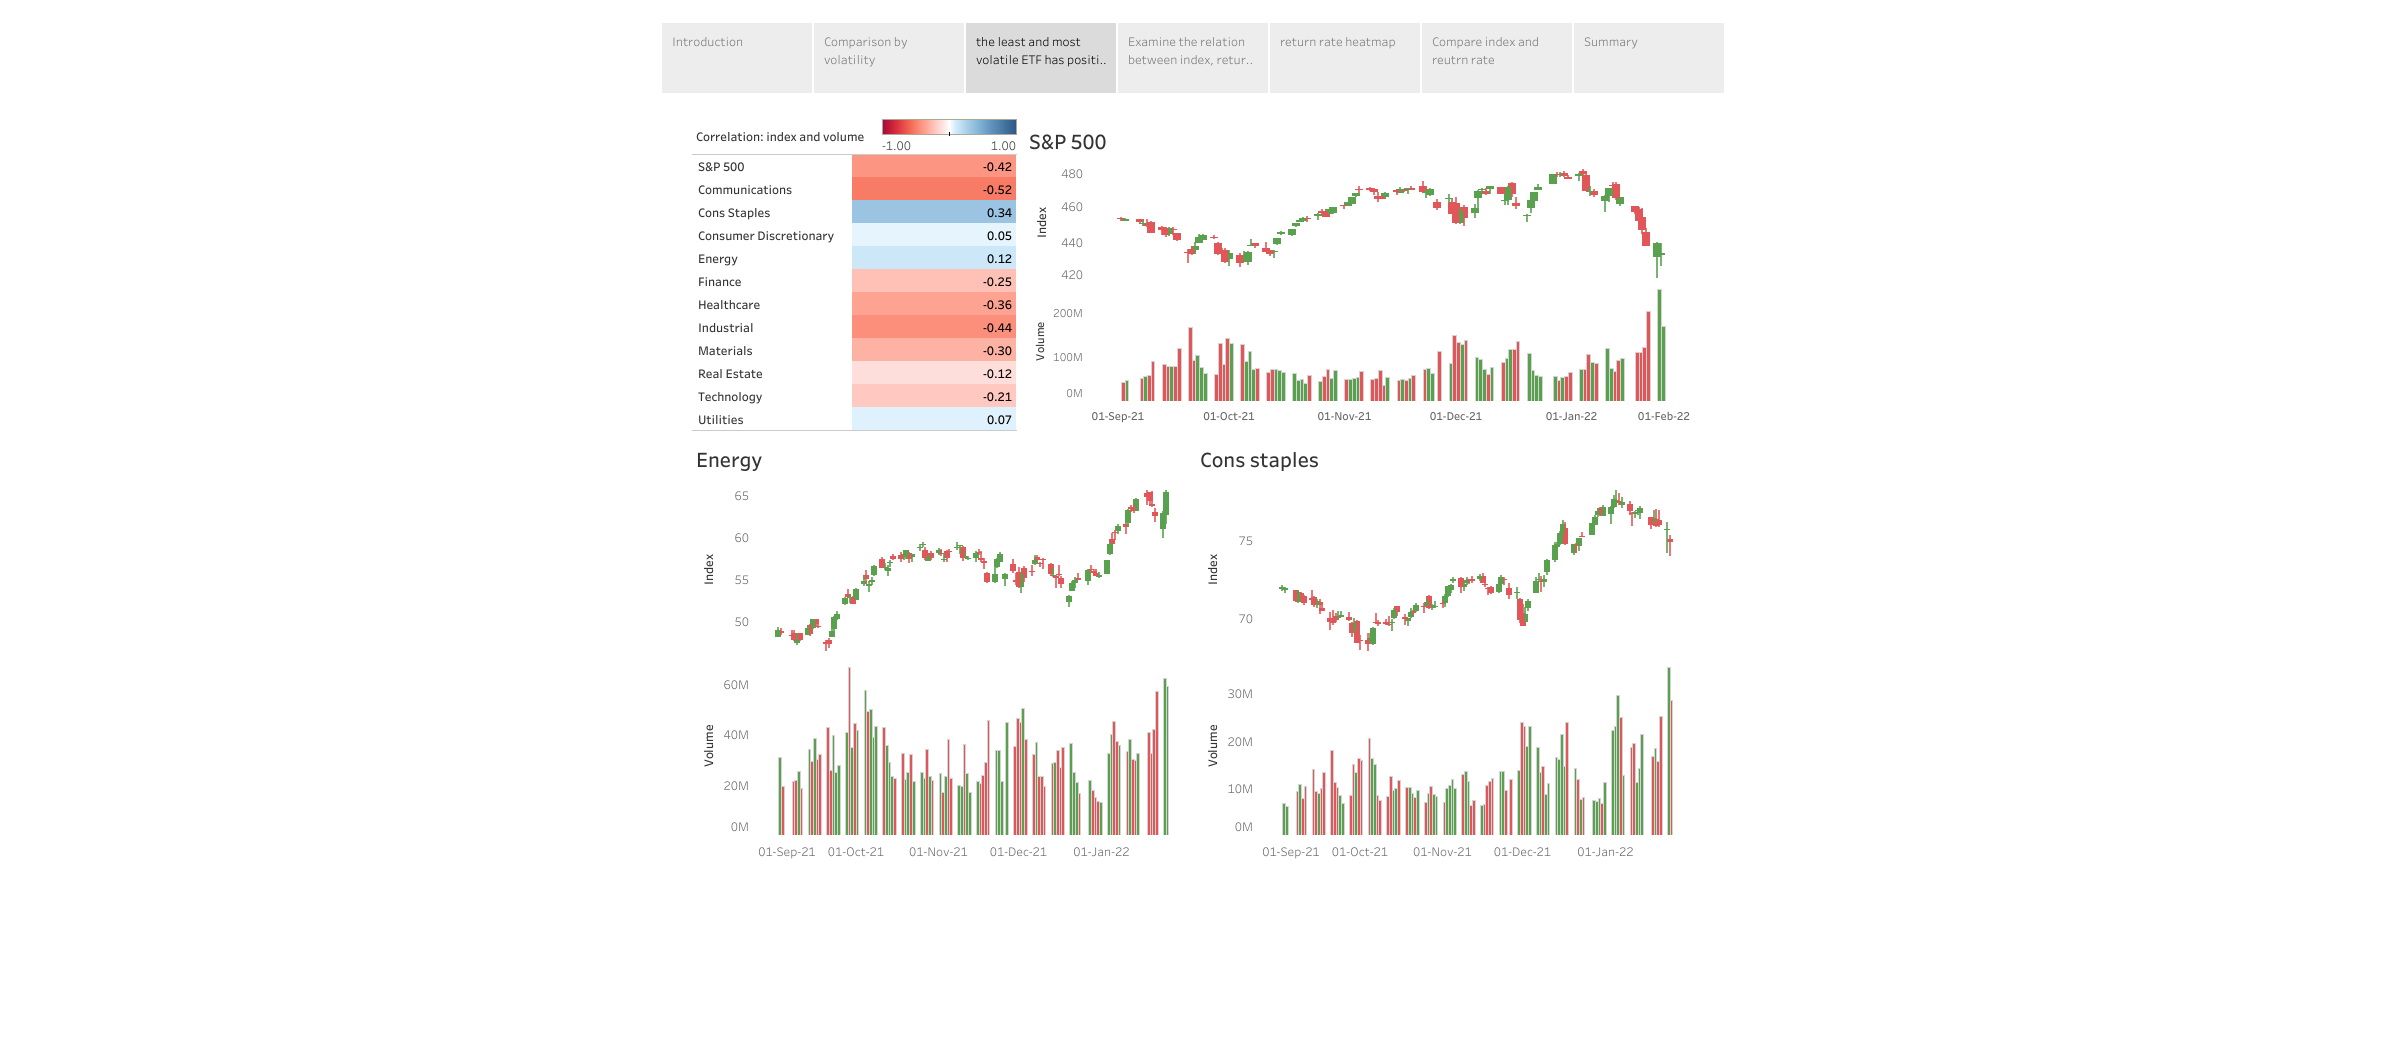 Introduction
Comparison by
volatility
the least and most
volatile ETF has positi..
Examine the relation
between index, retur..
return rate heatmap
Compare index and
reutrn rate
Summary
Correlation: index and volume
-1.00
1.00
S&P 500 -0.42
Communications -0.52
Cons Staples 0.34
Consumer Discretionary 0.05
Energy 0.12
Finance -0.25
Healthcare -0.36
Industrial -0.44
Materials -0.30
Real Estate -0.12
Technology -0.21
Utilities 0.07
S&P 500
480
460
440
420
Index
200M
100M
0M
Volume
01-Sep-21 01-Oct-21 01-Nov-21 01-Dec-21 01-Jan-22 01-Feb-22
Energy
65
60
55
50
Index
60M
40M
20M
0M
Volume
01-Sep-21 01-Oct-21 01-Nov-21 01-Dec-21 01-Jan-22
Cons staples
75
70
Index
30M
20M
10M
0M
Volume
01-Sep-21 01-Oct-21 01-Nov-21 01-Dec-21 01-Jan-22